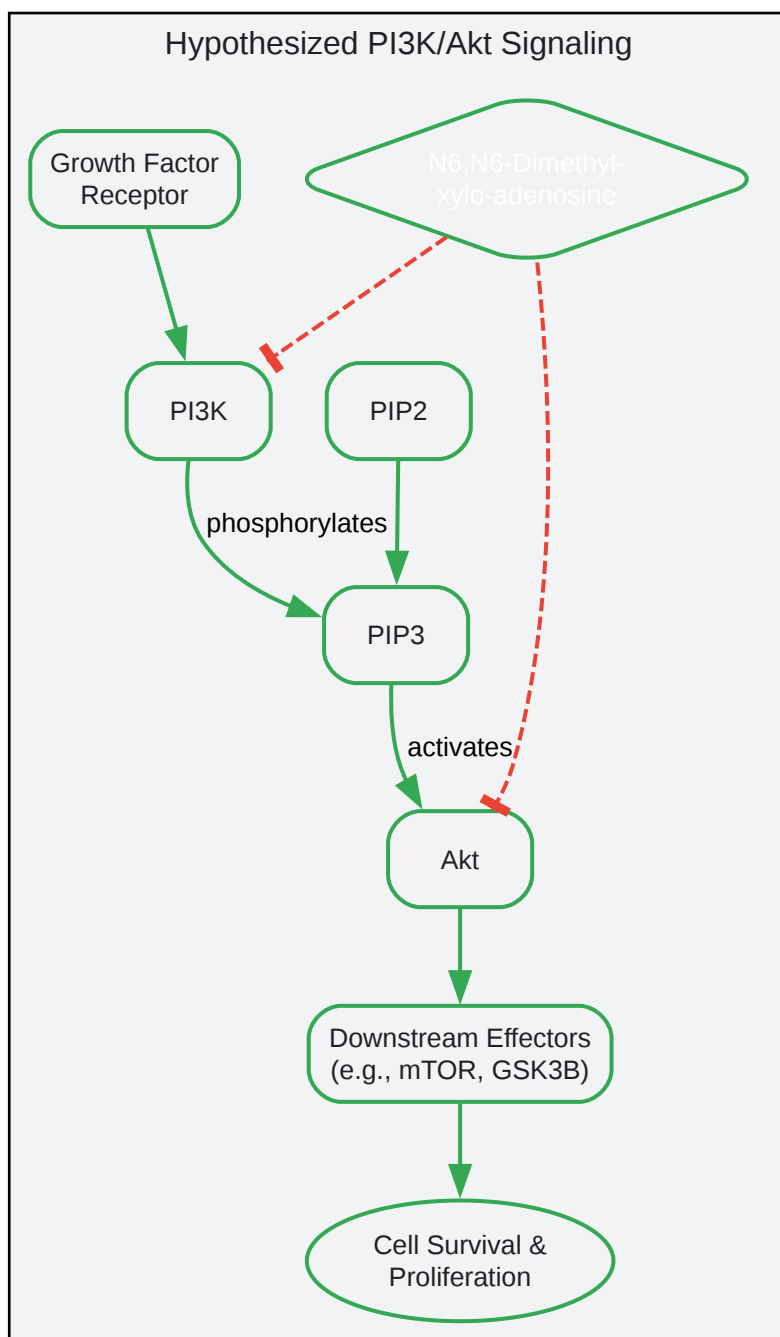 Hypothesized PI3K/Akt Signaling
Growth Factor
Receptor
N6,N6-Dimethyl-
xylo-adenosine
PI3K
PIP2
phosphorylates
PIP3
activates
Akt
Downstream Effectors
(e.g., mTOR, GSK3B)
Cell Survival &
Proliferation